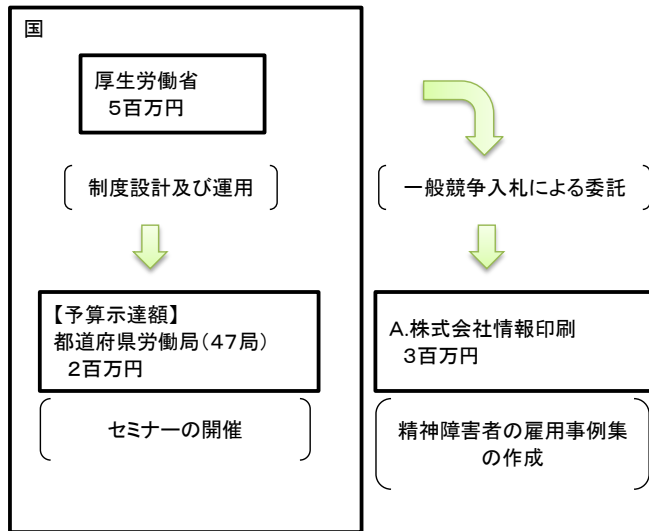 国
厚生労働省
5百万円
制度設計及び運用
一般競争入札による委託
【予算示達額】
都道府県労働局(47局)
2百万円
A.株式会社情報印刷
3百万円
セミナーの開催
精神障害者の雇用事例集
の作成